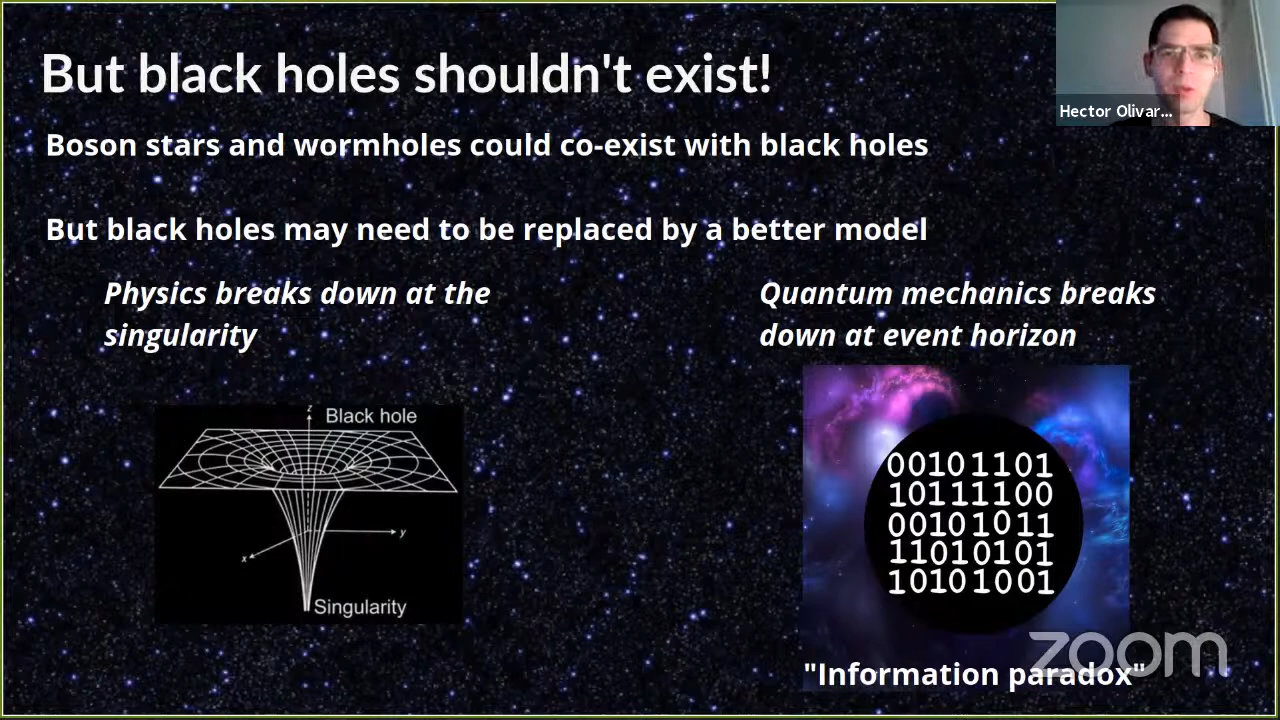 But black holes shouldn't exist!
Hector Olivar...
Boson stars and wormholes could co-exist with black holes
But black holes may need to be replaced by a better model
Physics breaks down at the
singularity
Quantum mechanics breaks
down at event horizon
z
Black hole
y
x
Singularity
00101101
10111100
00101011
11010101
10101001
zoom
"Information paradox"